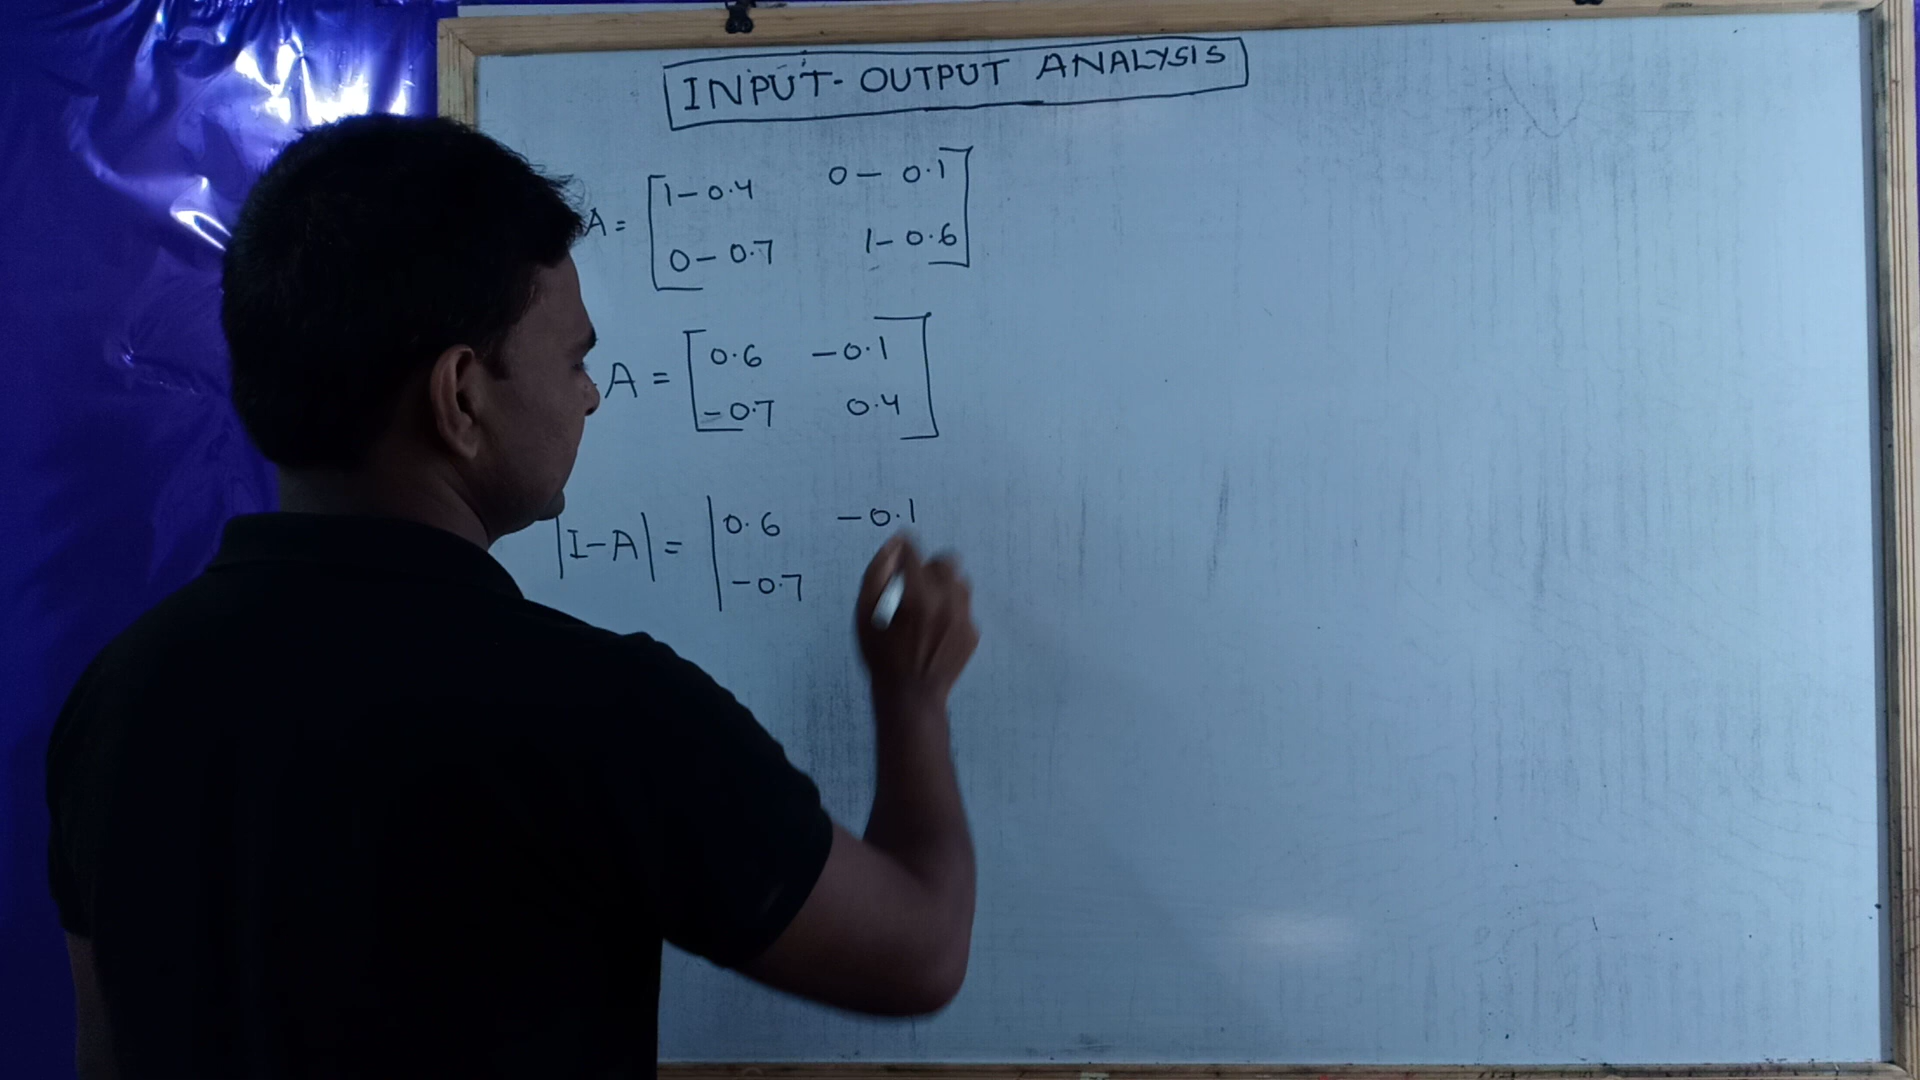 INPUT-OUTPUT ANALYSIS
A = [1-0.4 0-0.1
0-0.7 1-0.6]
A = [0.6 -0.1
-0.7 0.4]
|I-A| = |0.6 -0.1
-0.7